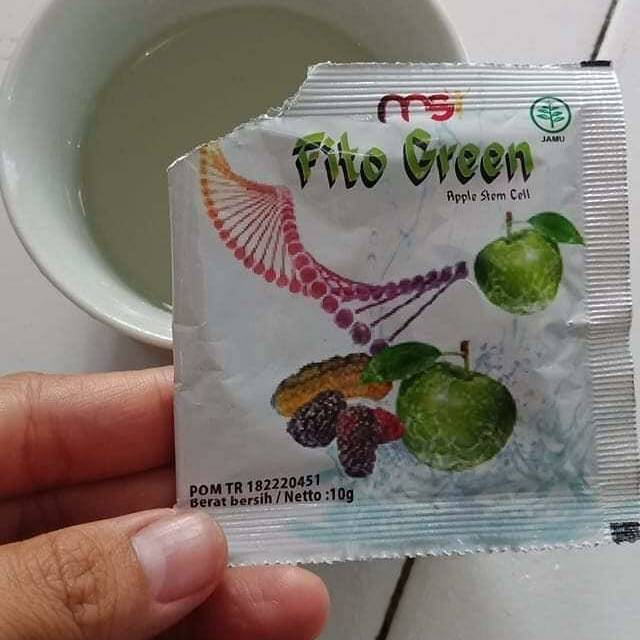 msi
JAMU
Fito Green
Apple Stem Cell
POM TR 182220451
Berat bersih / Netto :10g